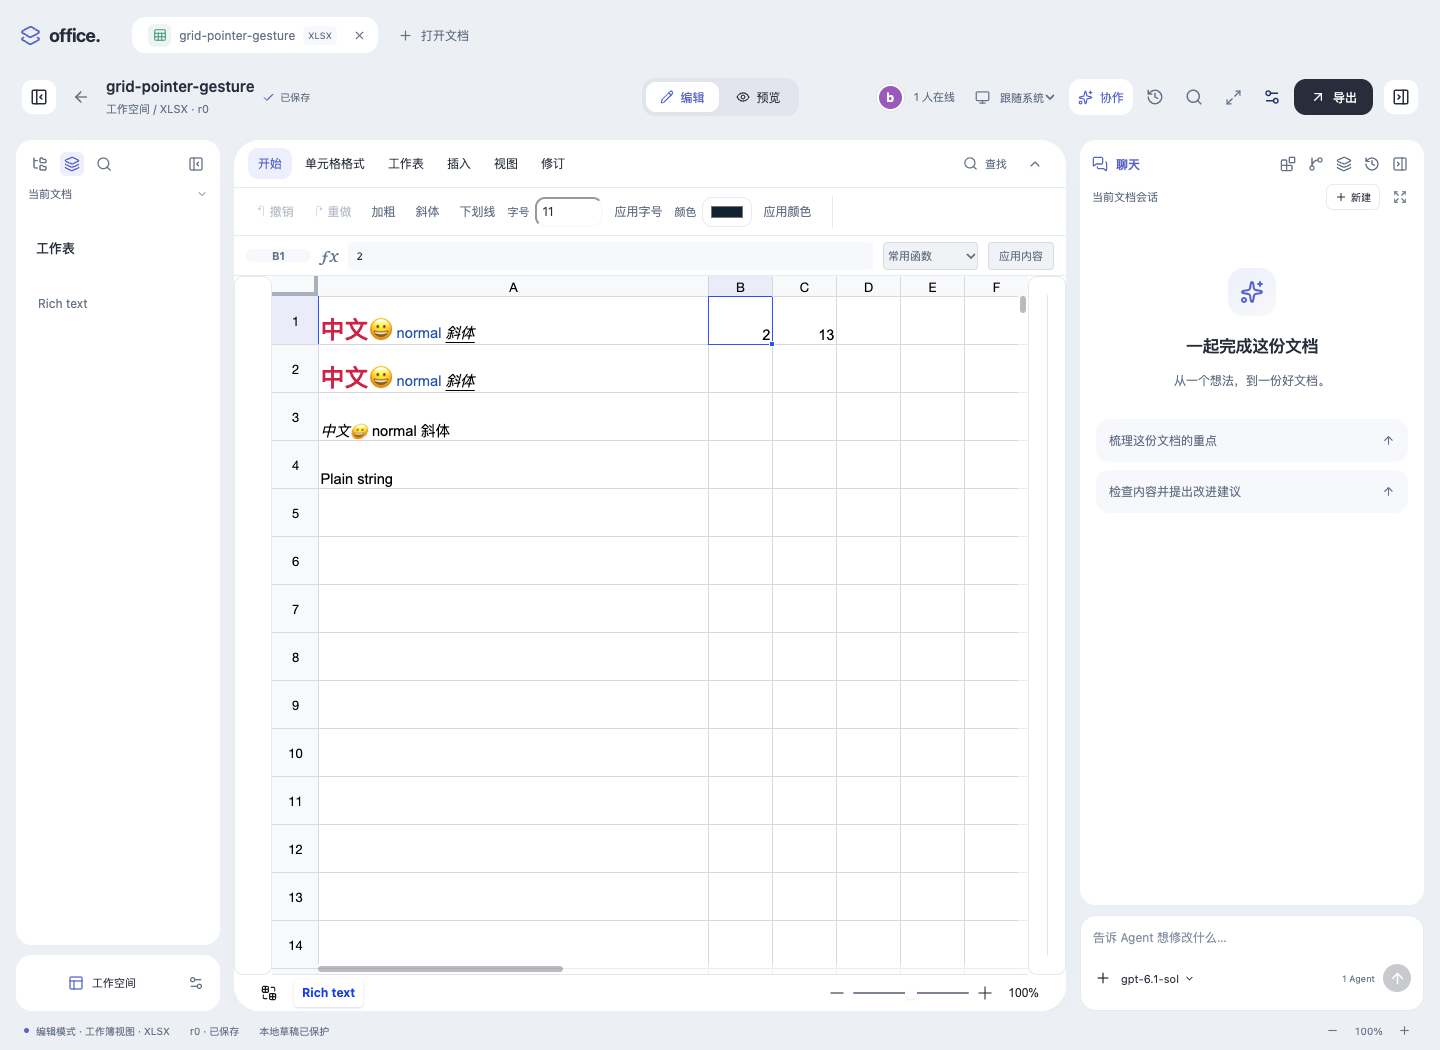 office.
grid-pointer-gesture XLSX
打开文档
grid-pointer-gesture
工作空间 / XLSX · r0
已保存
编辑
预览
b
1 人在线
跟随系统
协作
导出
当前文档
工作表
Rich text
工作空间
开始 单元格格式 工作表 插入 视图 修订
查找
撤销 重做 加粗 斜体 下划线 字号 11 应用字号 颜色 应用颜色
B1 fx 2 常用函数 应用内容
A B C D E F
1 中文😀 normal 斜体 2 13
2 中文😀 normal 斜体
3 中文😀 normal 斜体
4 Plain string
5
6
7
8
9
10
11
12
13
14
Rich text
100%
聊天
当前文档会话
新建
一起完成这份文档
从一个想法，到一份好文档。
梳理这份文档的重点
检查内容并提出改进建议
告诉 Agent 想修改什么...
gpt-6.1-sol
1 Agent
编辑模式 · 工作簿视图 · XLSX r0 · 已保存 本地草稿已保护
100%